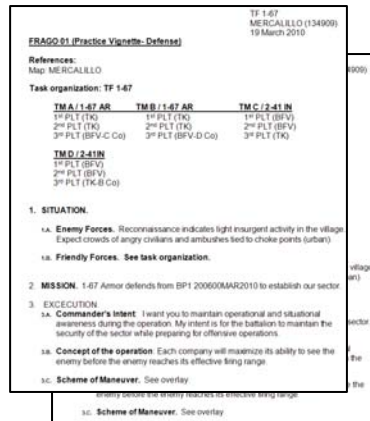 TF 1-67
MERCALILLO (134909)
19 March 2010
FRAGO 01 (Practice Vignette- Defense)
References:
Map: MERCALILLO
Task organization: TF 1-67
TM A / 1-67 AR TM B / 1-67 AR TM C / 2-41 IN
1st PLT (TK) 1st PLT (TK) 1st PLT (BFV)
2nd PLT (TK) 2nd PLT (TK) 2nd PLT (BFV)
3rd PLT (BFV-C Co) 3rd PLT (BFV-D Co) 3rd PLT (BFV)
TM D / 2-41IN
1st PLT (BFV)
2nd PLT (BFV)
3rd PLT (TK-B Co)
1. SITUATION.
1.A. Enemy Forces. Reconnaissance indicates light insurgent activity in the village.
Expect crowds of angry civilians and ambushes tied to choke points (urban).
1.B. Friendly Forces. See task organization.
2. MISSION. 1-67 Armor defends from BP1 200600MAR2010 to establish our sector.
3. EXCECUTION
3.A. Commander's Intent: I want you to maintain operational and situational
awareness during the operation. My intent is for the battalion to maintain the
security of the sector while preparing for offensive operations.
3.B. Concept of the operation: Each company will maximize its ability to see the
enemy before the enemy reaches its effective firing range.
3.C. Scheme of Maneuver. See overlay
enemy before the enemy reaches its effective firing range.
3.C. Scheme of Maneuver. See overlay
4909)
village
an)
sector
the
the